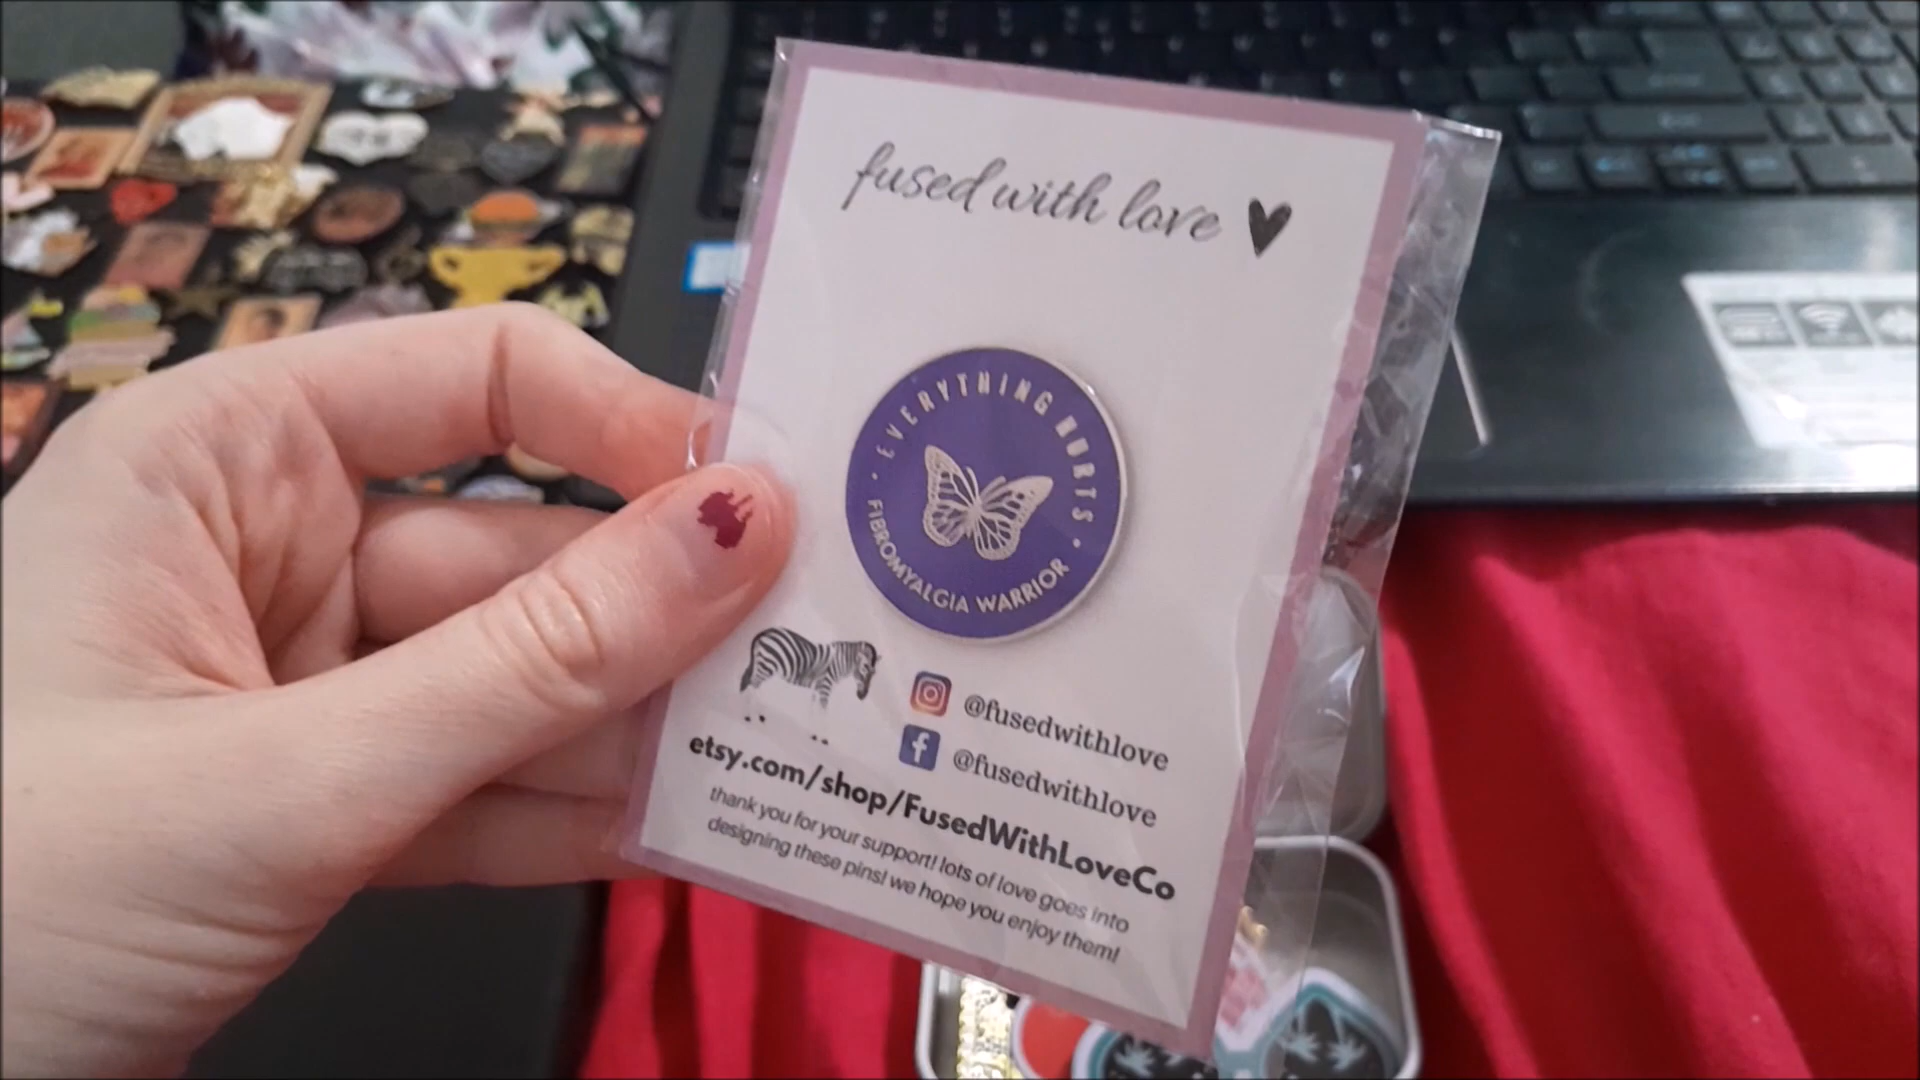 fused with love
EVERYTHING HURTS
FIBROMYALGIA WARRIOR
@fusedwithlove
@fusedwithlove
etsy.com/shop/FusedWithLoveCo
thank you for your support! lots of love goes into
designing these pins! we hope you enjoy them!